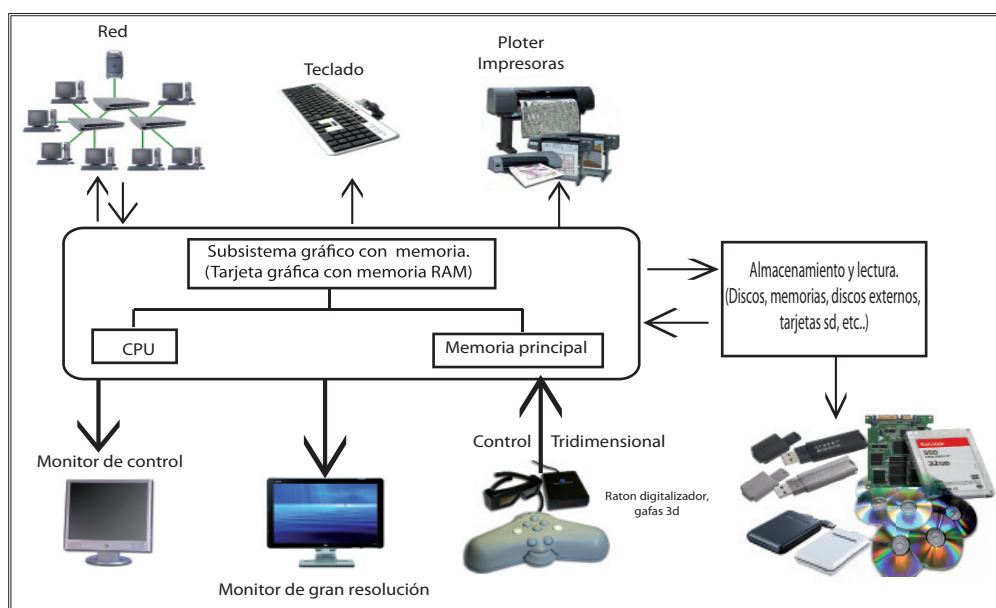 Red
Teclado
Ploter
Impresoras
Subsistema gráfico con memoria.
(Tarjeta gráfica con memoria RAM)
CPU
Memoria principal
Almacenamiento y lectura.
(Discos, memorias, discos externos,
tarjetas sd, etc..)
Monitor de control
Control Tridimensional
Raton digitalizador,
gafas 3d
Monitor de gran resolución
SSD
32GB